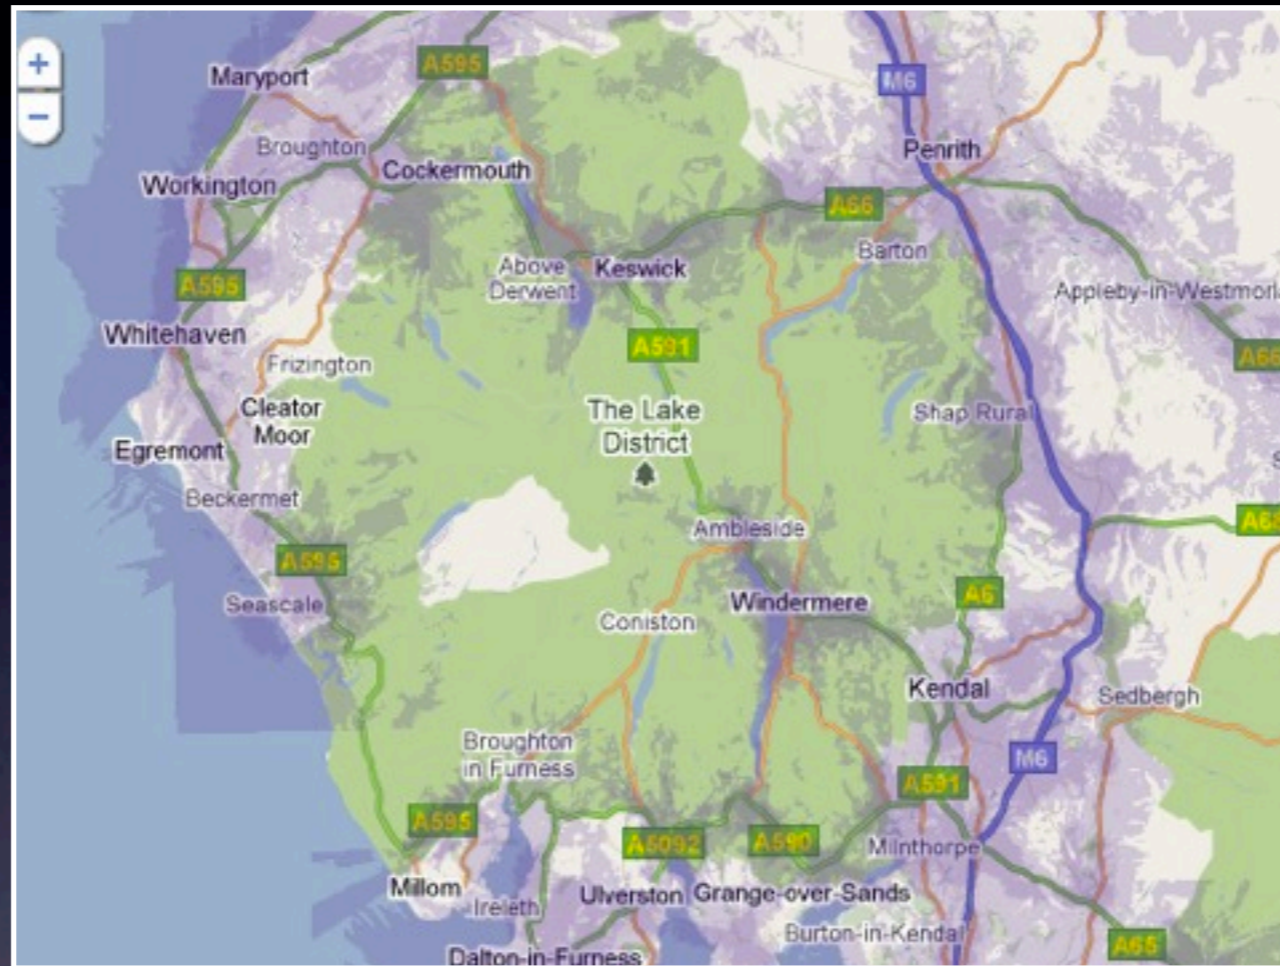 +
−
Maryport
A595
M6
Broughton
Penrith
Cockermouth
Workington
A66
Barton
Above
Derwent
Keswick
A595
Appleby-in-Westmorl
Whitehaven
A591
A66
Frizington
Cleator
Moor
The Lake
District
Shap Rural
Egremont
Beckermet
Ambleside
A595
A6
Seascale
Windermere
Coniston
Kendal
Sedbergh
Broughton
in Furness
M6
A591
A595
A5092
A590
Milnthorpe
Millom
Ireleth
Ulverston
Grange-over-Sands
Burton-in-Kendal
A65
Dalton-in-Furness